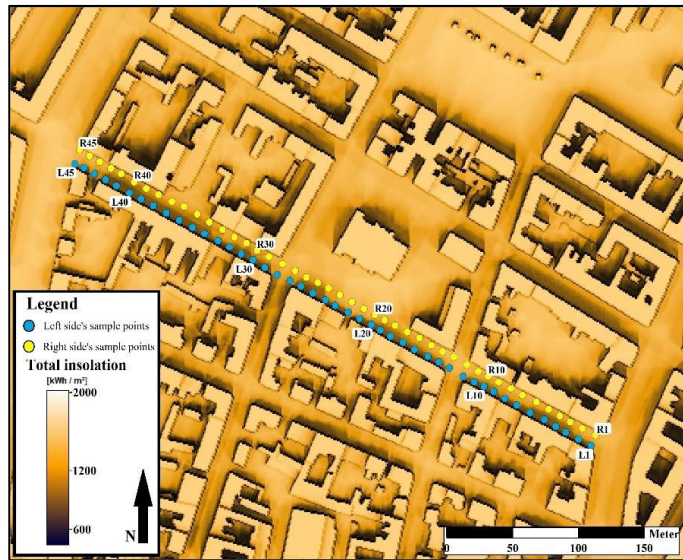 R45
L45
R40
L40
R30
L30
R20
L20
R10
L10
R1
L1
Legend
Left side's sample points
Right side's sample points
Total insolation
[kWh / m²]
2000
1200
600
N
Meter
0 50 100 150